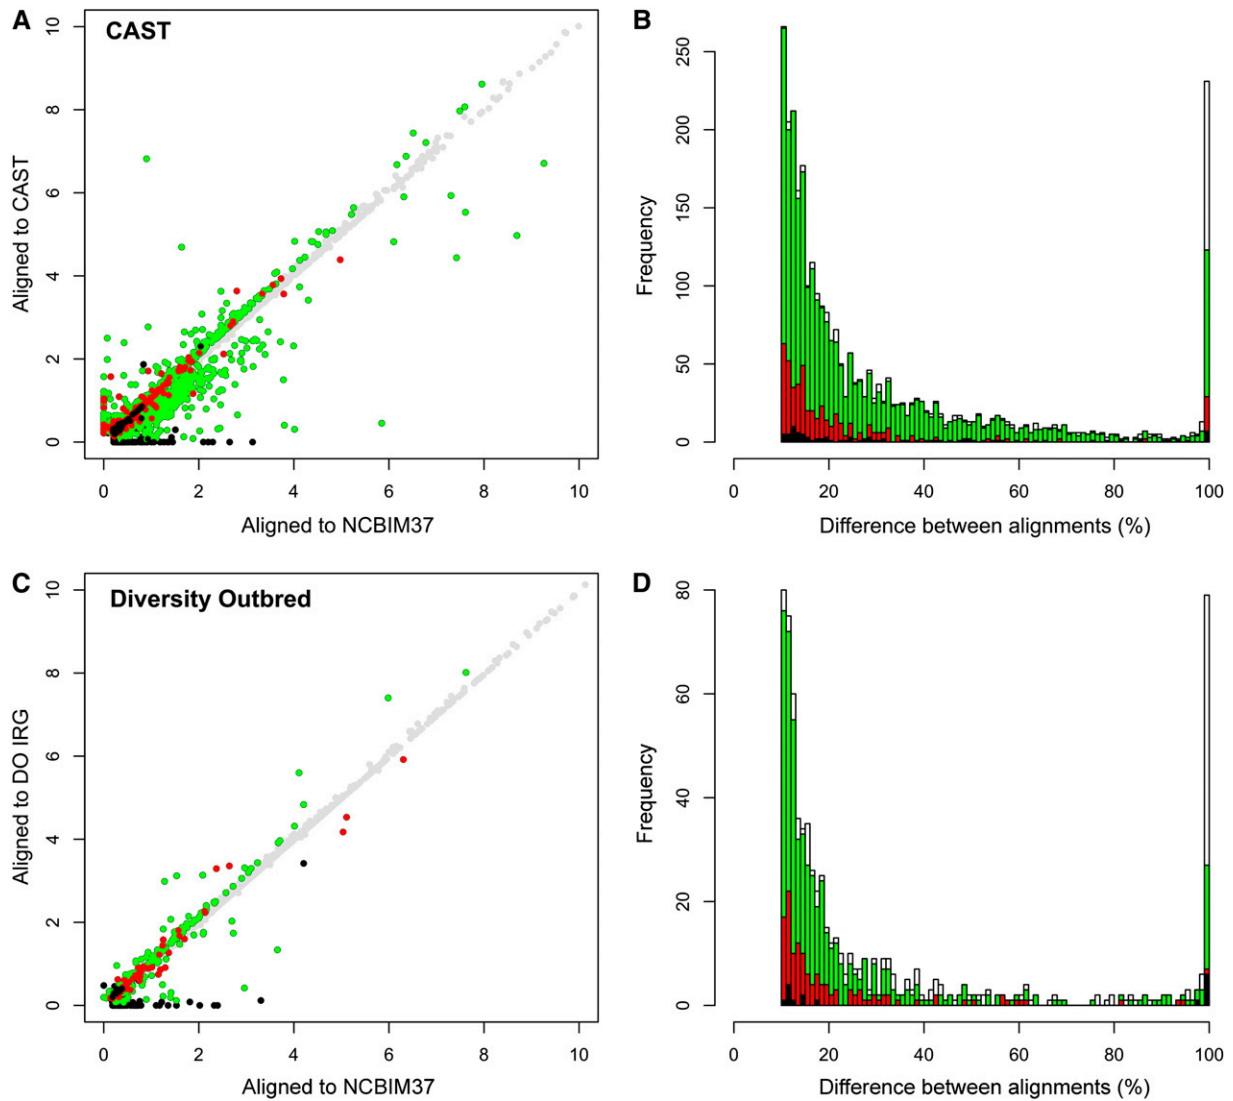 A
CAST
10
8
6
4
2
0
Aligned to CAST
0 2 4 6 8 10
Aligned to NCBIM37
B
250
200
150
100
50
0
Frequency
0 20 40 60 80 100
Difference between alignments (%)
C
Diversity Outbred
10
8
6
4
2
0
Aligned to DO IRG
0 2 4 6 8 10
Aligned to NCBIM37
D
80
60
40
20
0
Frequency
0 20 40 60 80 100
Difference between alignments (%)